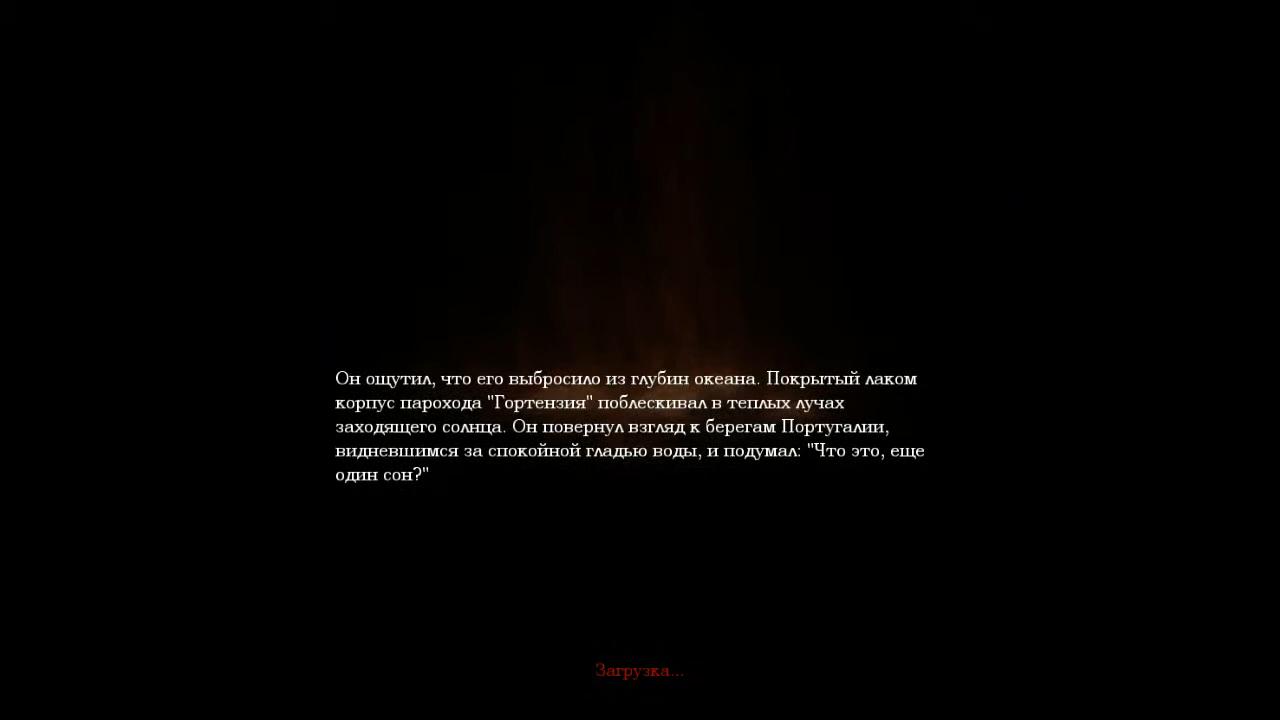 Он ощутил, что его выбросило из глубин океана. Покрытый лаком
корпус парохода "Гортензия" поблескивал в теплых лучах
заходящего солнца. Он повернул взгляд к берегам Португалии,
видневшимся за спокойной гладью воды, и подумал: "Что это, еще
один сон?"
Загрузка...